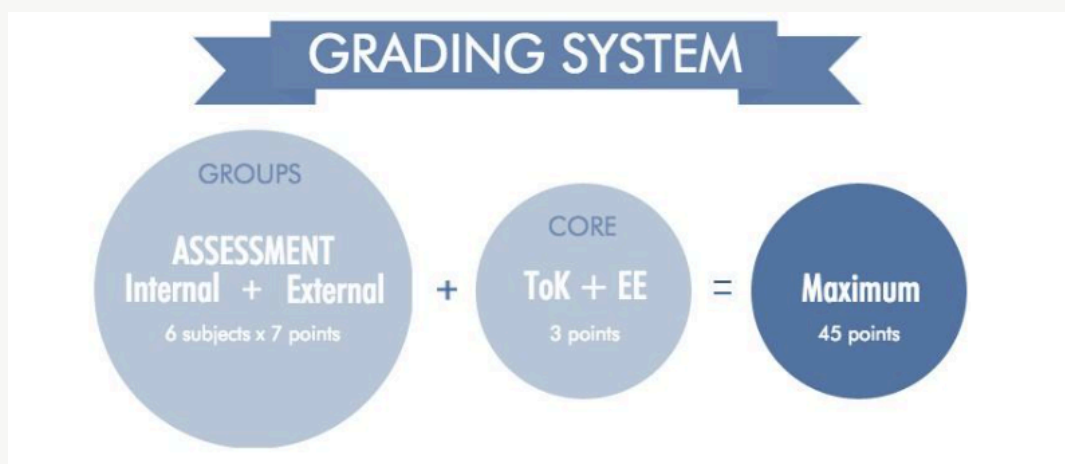 GRADING SYSTEM
GROUPS
ASSESSMENT
Internal + External
6 subjects x 7 points
+
CORE
ToK + EE
3 points
=
Maximum
45 points